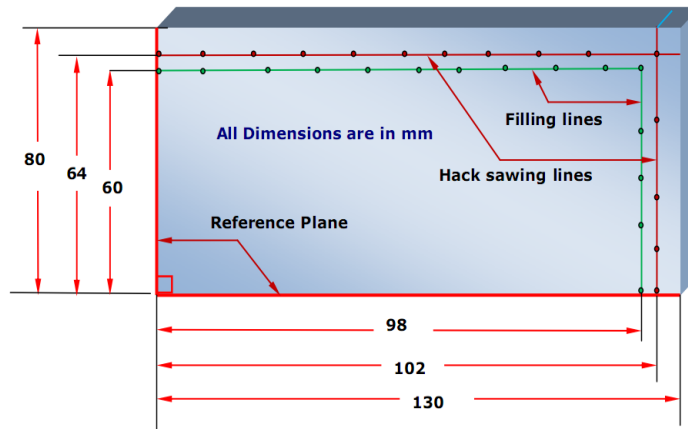 All Dimensions are in mm
Filling lines
80
64
60
Hack sawing lines
Reference Plane
98
102
130